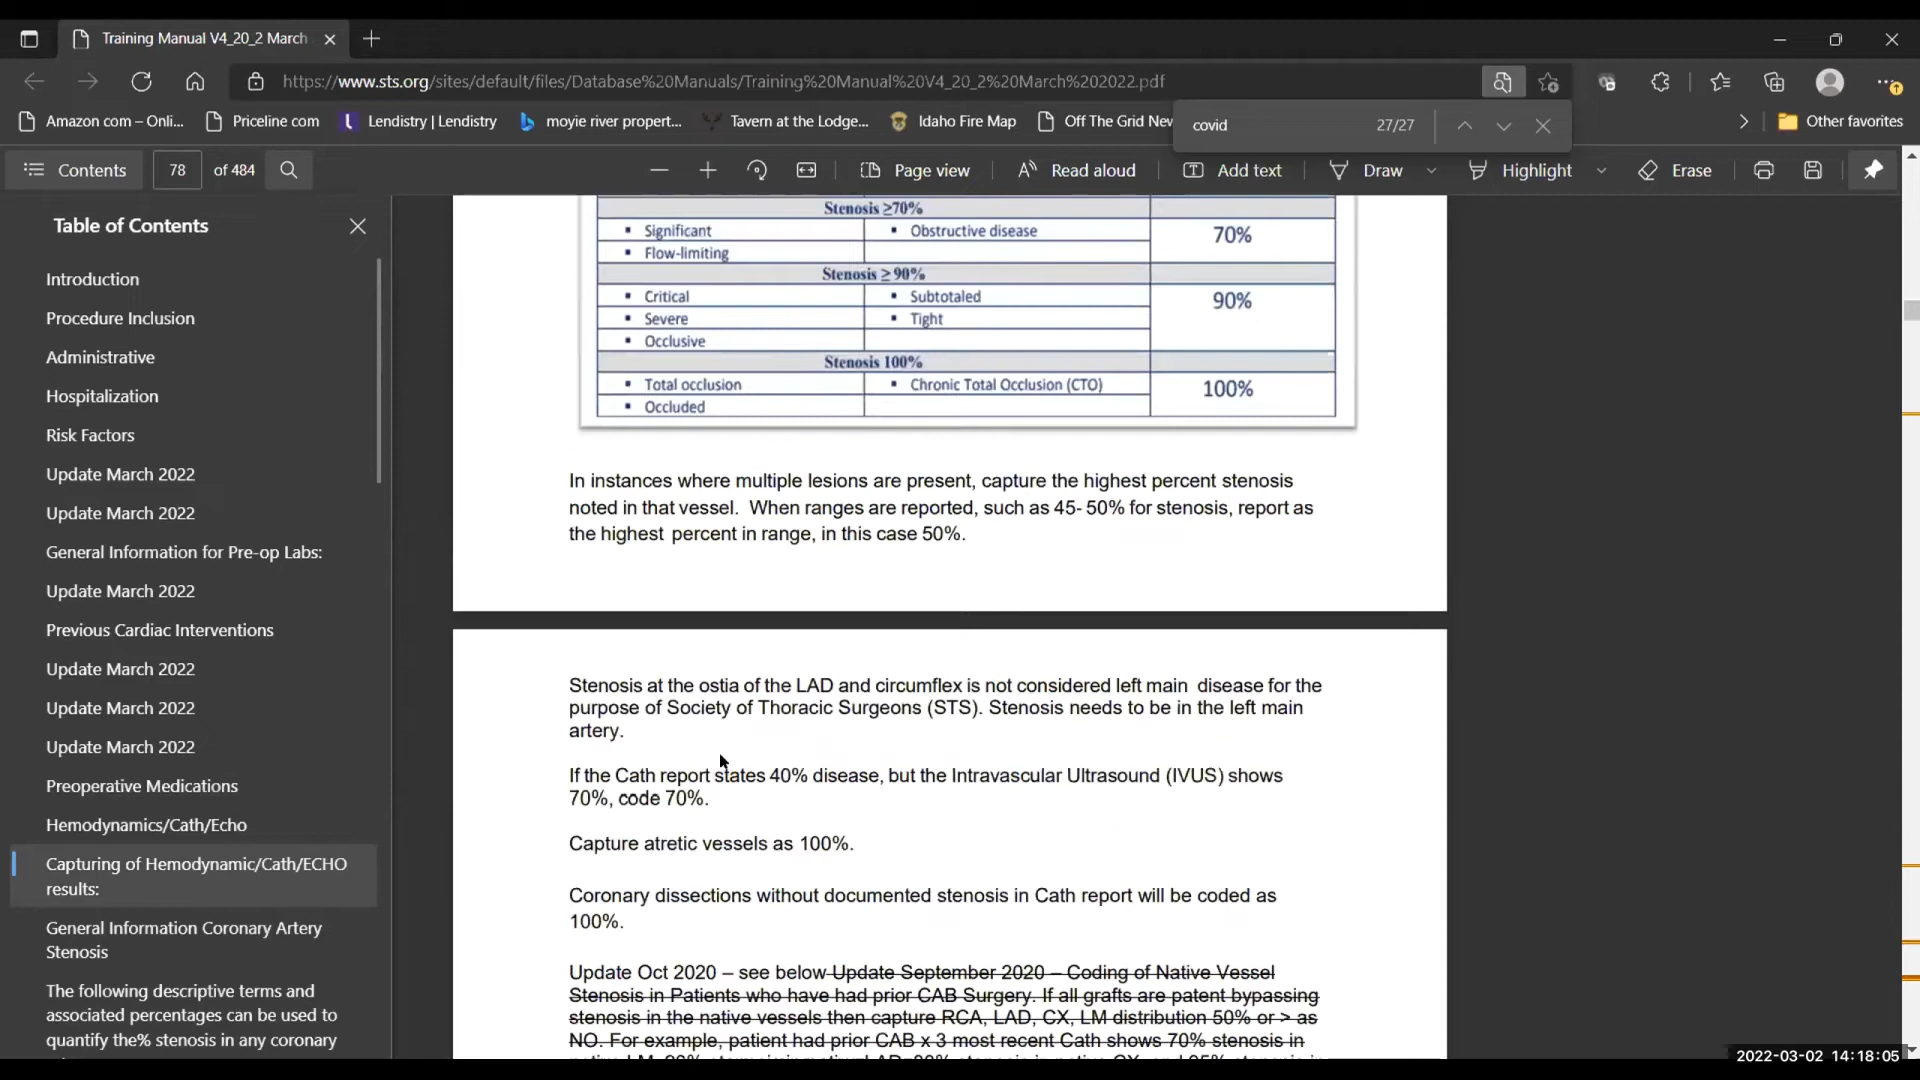 Training Manual V4_20_2 March
https://www.sts.org/sites/default/files/Database%20Manuals/Training%20Manual%20V4_20_2%20March%202022.pdf
Amazon com – Onli...
Priceline com
Lendistry | Lendistry
moyie river propert...
Tavern at the Lodge...
Idaho Fire Map
Off The Grid New
Other favorites
covid
27/27
Contents
78
of 484
Page view
Read aloud
Add text
Draw
Highlight
Erase
Table of Contents
Introduction
Procedure Inclusion
Administrative
Hospitalization
Risk Factors
Update March 2022
Update March 2022
General Information for Pre-op Labs:
Update March 2022
Previous Cardiac Interventions
Update March 2022
Update March 2022
Update March 2022
Preoperative Medications
Hemodynamics/Cath/Echo
Capturing of Hemodynamic/Cath/ECHO
results:
General Information Coronary Artery
Stenosis
The following descriptive terms and
associated percentages can be used to
quantify the% stenosis in any coronary
Stenosis ≥70%
Significant
Obstructive disease
70%
Flow-limiting
Stenosis ≥ 90%
Critical
Subtotaled
90%
Severe
Tight
Occlusive
Stenosis 100%
Total occlusion
Chronic Total Occlusion (CTO)
100%
Occluded
In instances where multiple lesions are present, capture the highest percent stenosis
noted in that vessel. When ranges are reported, such as 45- 50% for stenosis, report as
the highest percent in range, in this case 50%.
Stenosis at the ostia of the LAD and circumflex is not considered left main disease for the
purpose of Society of Thoracic Surgeons (STS). Stenosis needs to be in the left main
artery.
If the Cath report states 40% disease, but the Intravascular Ultrasound (IVUS) shows
70%, code 70%.
Capture atretic vessels as 100%.
Coronary dissections without documented stenosis in Cath report will be coded as
100%.
Update Oct 2020 – see below Update September 2020 – Coding of Native Vessel
Stenosis in Patients who have had prior CAB Surgery. If all grafts are patent bypassing
stenosis in the native vessels then capture RCA, LAD, CX, LM distribution 50% or > as
NO. For example, patient had prior CAB x 3 most recent Cath shows 70% stenosis in
2022-03-02 14:18:05